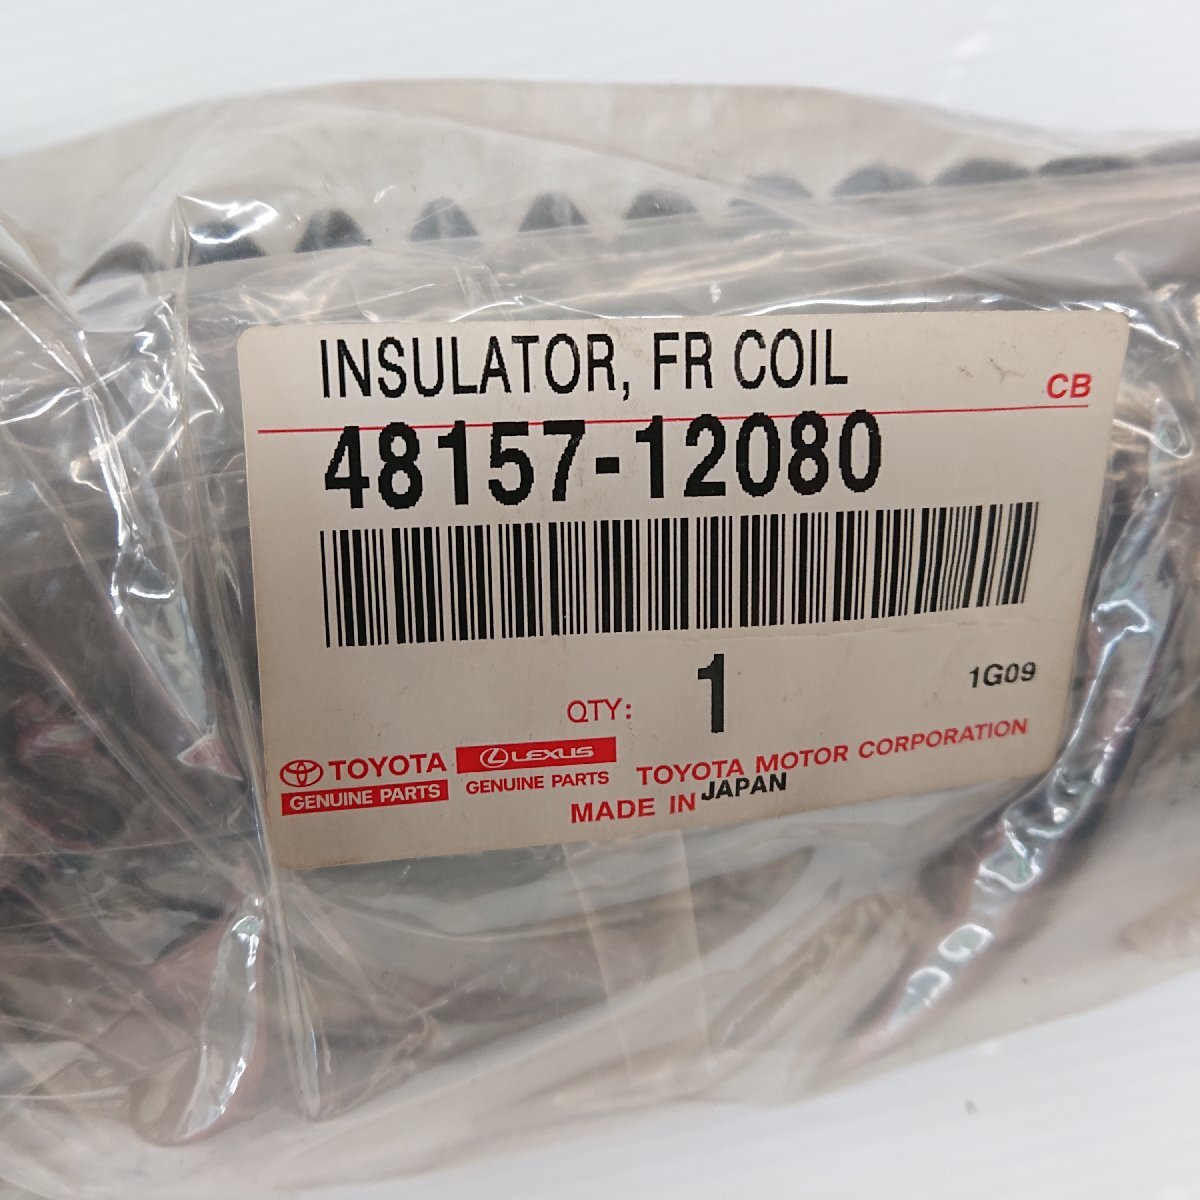 INSULATOR, FR COIL
CB
48157-12080
QTY: 1
1G09
TOYOTA
GENUINE PARTS
LEXUS
GENUINE PARTS
TOYOTA MOTOR CORPORATION
MADE IN JAPAN